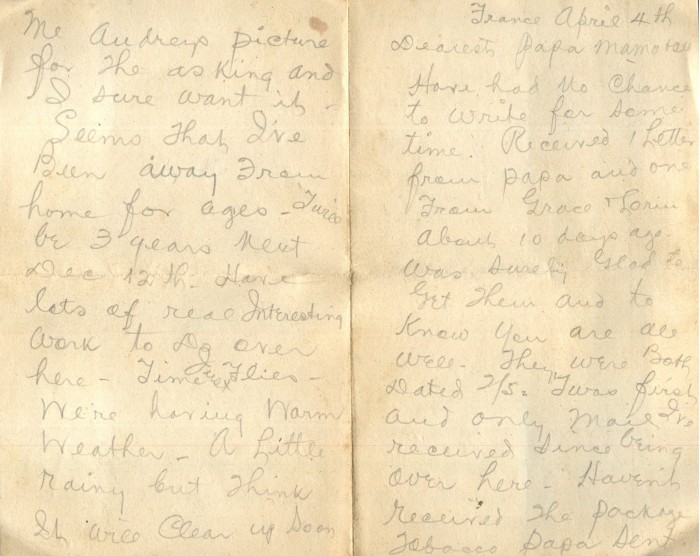 France April 4th
Dearest Papa Mama & all
Have had no Chance
to write for some
time. Received 1 Letter
from papa and one
From Grace & Lorin
About 10 days ago.
Was surely Glad to
Get Them and to
Know You are all
well. They were Both
Dated 2/5. Twas first
and only Mail I've
received since being
over here - Haven't
received The package
Tobacco papa Sent.
Me Audreys picture
for The asking and
I sure want it -
Seems That I've
Been away From
home for ages - Twill
be 3 years Next
Dec 12th. Have
lots of real Interesting
work to Do over
here - Time Flies -
We're having Warm
Weather - A Little
rainy but Think
It will Clear up Soon